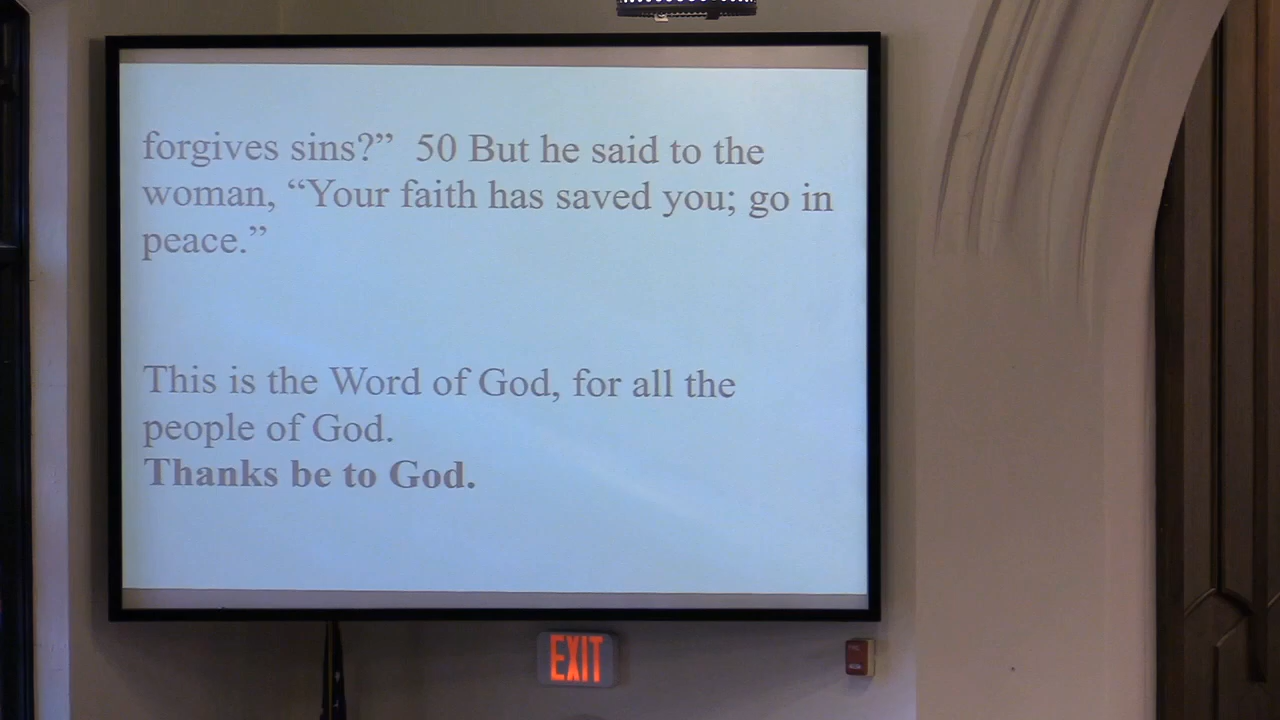 forgives sins?” 50 But he said to the
woman, “Your faith has saved you; go in
peace.”
This is the Word of God, for all the
people of God.
Thanks be to God.
EXIT